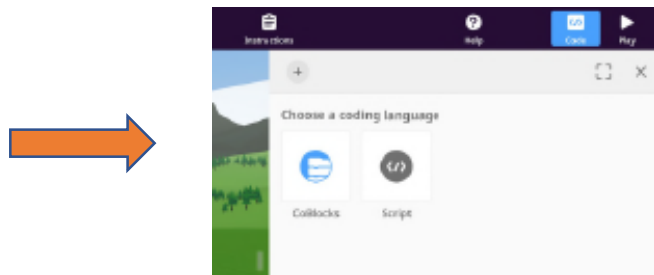 Instructions Help Code Play
Choose a coding language
CoBlocks Script